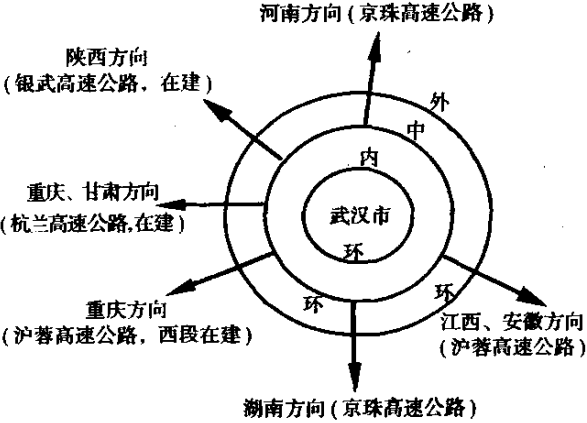 河南方向(京珠高速公路)
陕西方向
(银武高速公路，在建)
外
中
内
重庆、甘肃方向
(杭兰高速公路,在建)
武汉市
环
环
环
重庆方向
(沪蓉高速公路，西段在建)
江西、安徽方向
(沪蓉高速公路)
湖南方向(京珠高速公路)